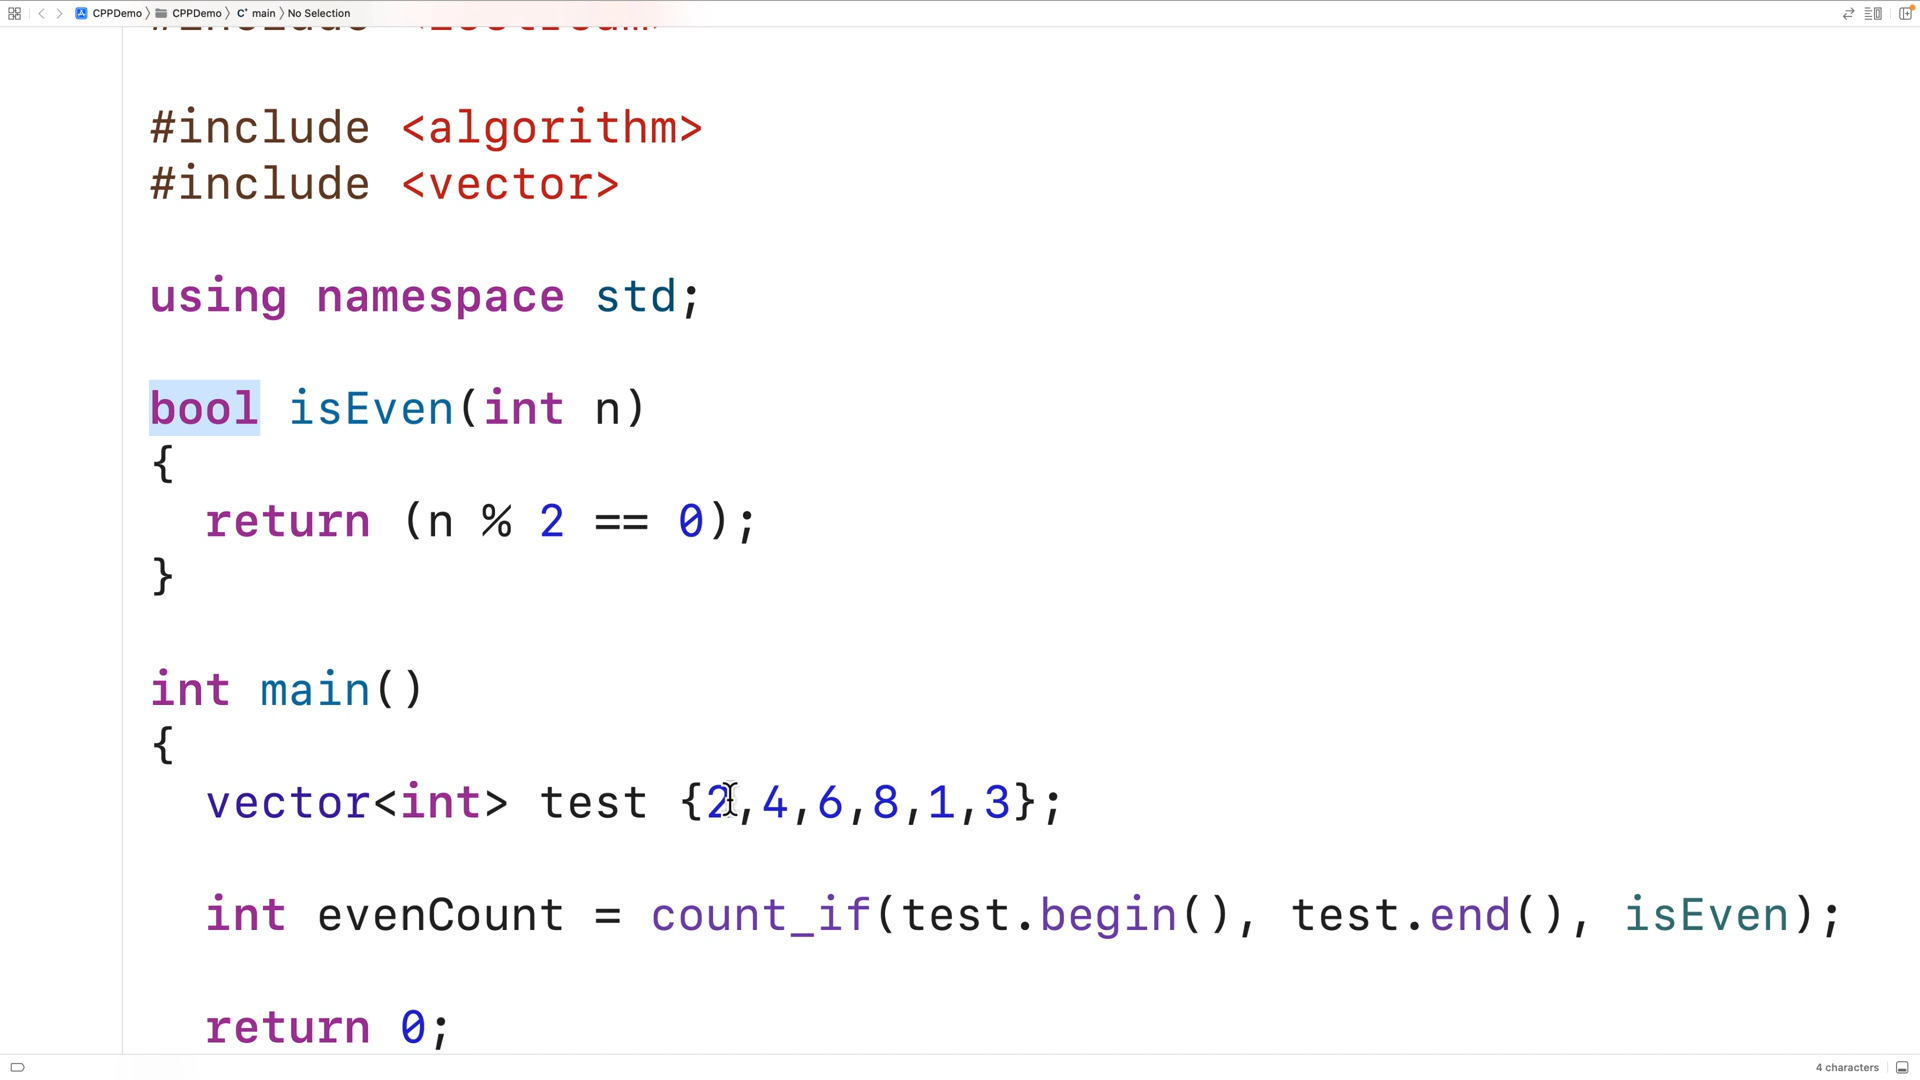 CPPDemo CPPDemo C+ main No Selection
#include <iostream>
#include <algorithm>
#include <vector>
using namespace std;
bool isEven(int n)
{
return (n % 2 == 0);
}
int main()
{
vector<int> test {2,4,6,8,1,3};
int evenCount = count_if(test.begin(), test.end(), isEven);
return 0;
4 characters